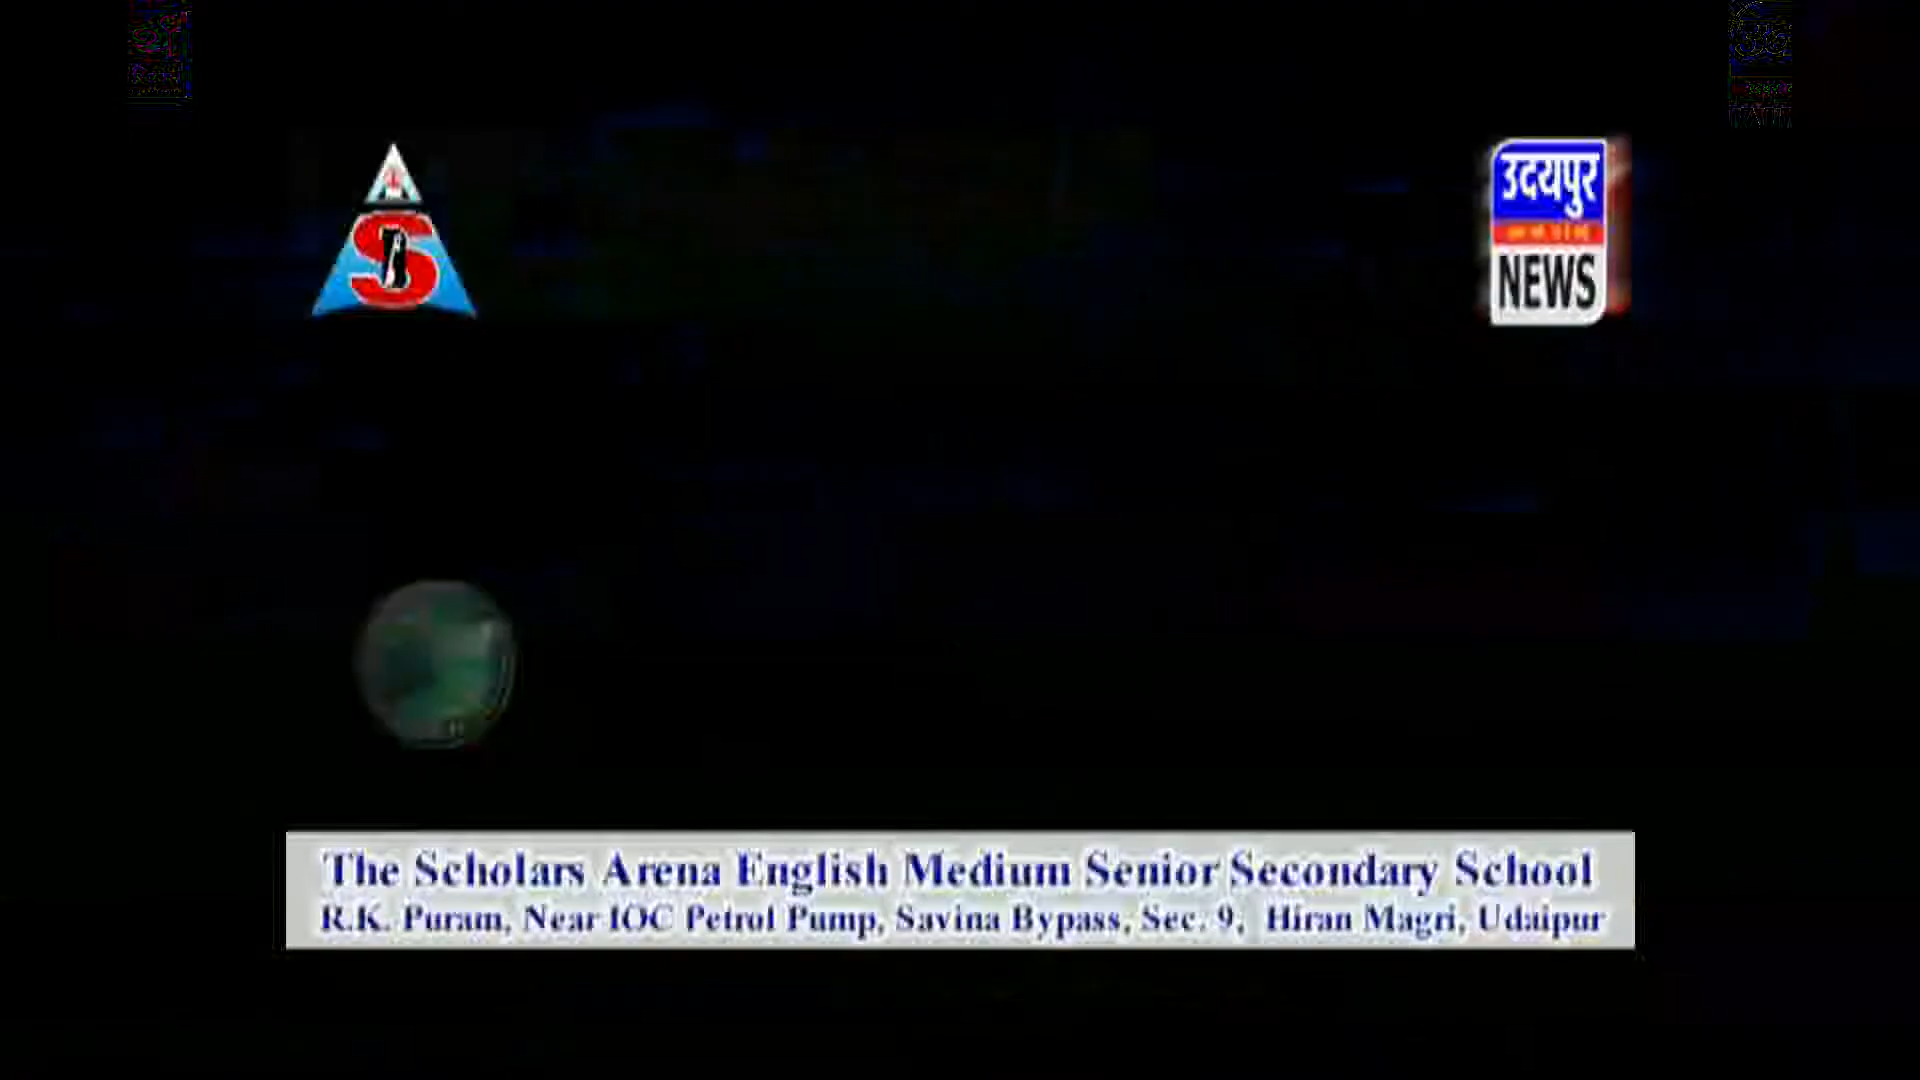 S
उदयपुर
NEWS
The Scholars Arena English Medium Senior Secondary School
R.K. Puram, Near IOC Petrol Pump, Savina Bypass, Sec. 9, Hiran Magri, Udaipur